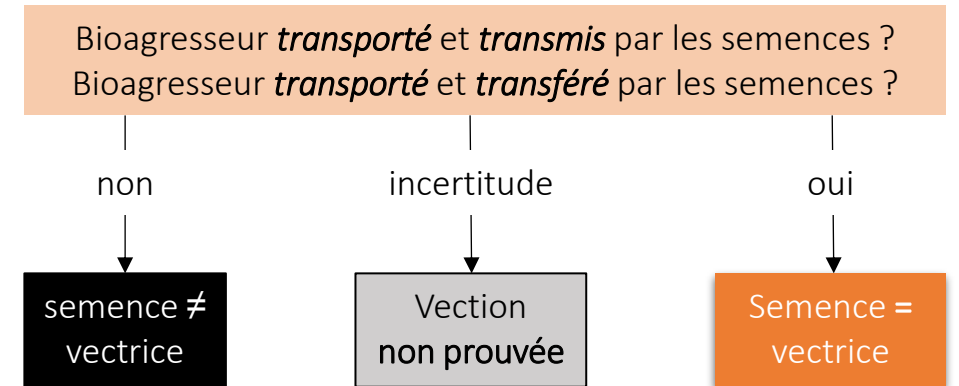 Bioagresseur transporté et transmis par les semences ?
Bioagresseur transporté et transféré par les semences ?
non
incertitude
oui
semence ≠
vectrice
Vection
non prouvée
Semence =
vectrice